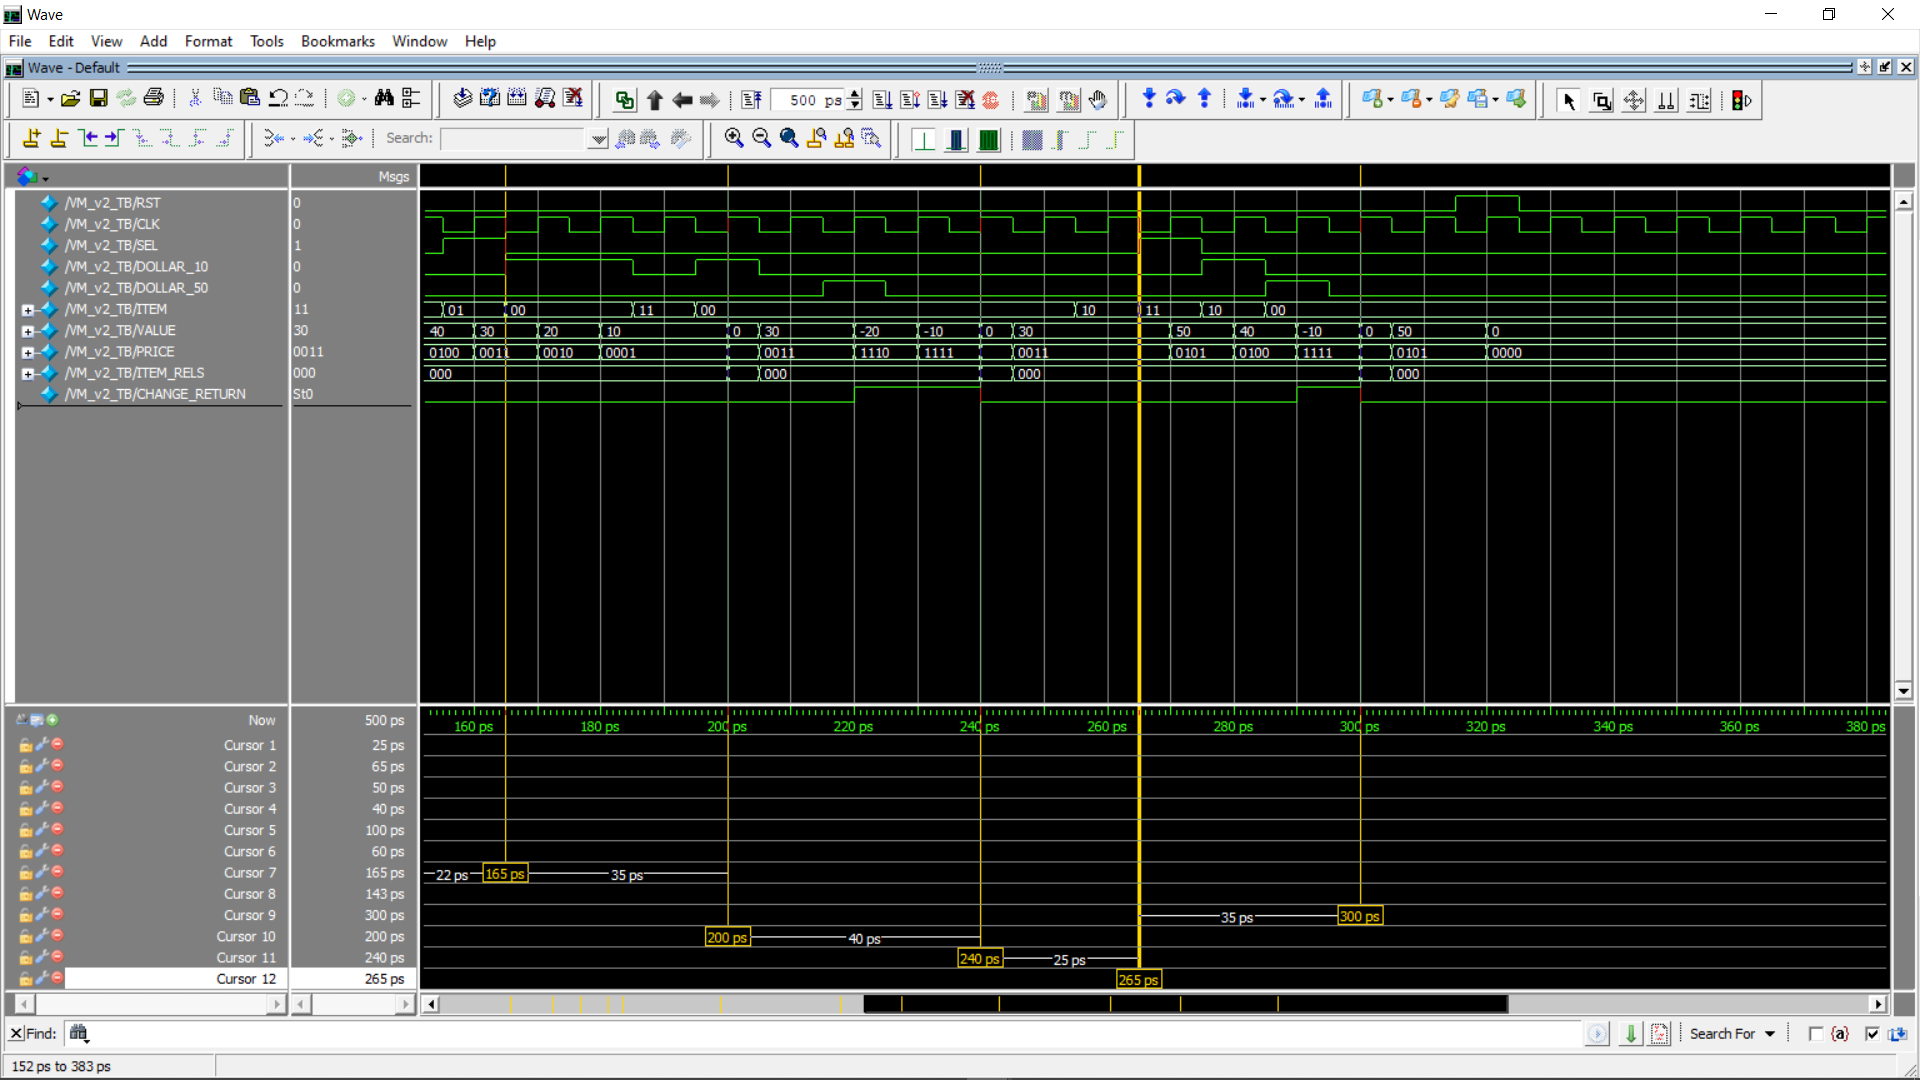 Wave
File Edit View Add Format Tools Bookmarks Window Help
Wave - Default
500 ps
Search:
Msgs
/VM_v2_TB/RST 0
/VM_v2_TB/CLK 0
/VM_v2_TB/SEL 1
/VM_v2_TB/DOLLAR_10 0
/VM_v2_TB/DOLLAR_50 0
/VM_v2_TB/ITEM 11 01 00 11 00 10 11 10 00
/VM_v2_TB/VALUE 30 40 30 20 10 0 30 -20 -10 0 30 50 40 -10 0 50 0
/VM_v2_TB/PRICE 0011 0100 0011 0010 0001 0011 1110 1111 0011 0101 0100 1111 0101 0000
/VM_v2_TB/ITEM_RELS 000 000 000 000 000
/VM_v2_TB/CHANGE_RETURN St0
Now 500 ps 160 ps 180 ps 200 ps 220 ps 240 ps 260 ps 280 ps 300 ps 320 ps 340 ps 360 ps 380 ps
Cursor 1 25 ps
Cursor 2 65 ps
Cursor 3 50 ps
Cursor 4 40 ps
Cursor 5 100 ps
Cursor 6 60 ps
Cursor 7 165 ps 22 ps 165 ps 35 ps
Cursor 8 143 ps
Cursor 9 300 ps 35 ps 300 ps
Cursor 10 200 ps 200 ps 40 ps
Cursor 11 240 ps 240 ps 25 ps
Cursor 12 265 ps 265 ps
Find: Search For {a}
152 ps to 383 ps